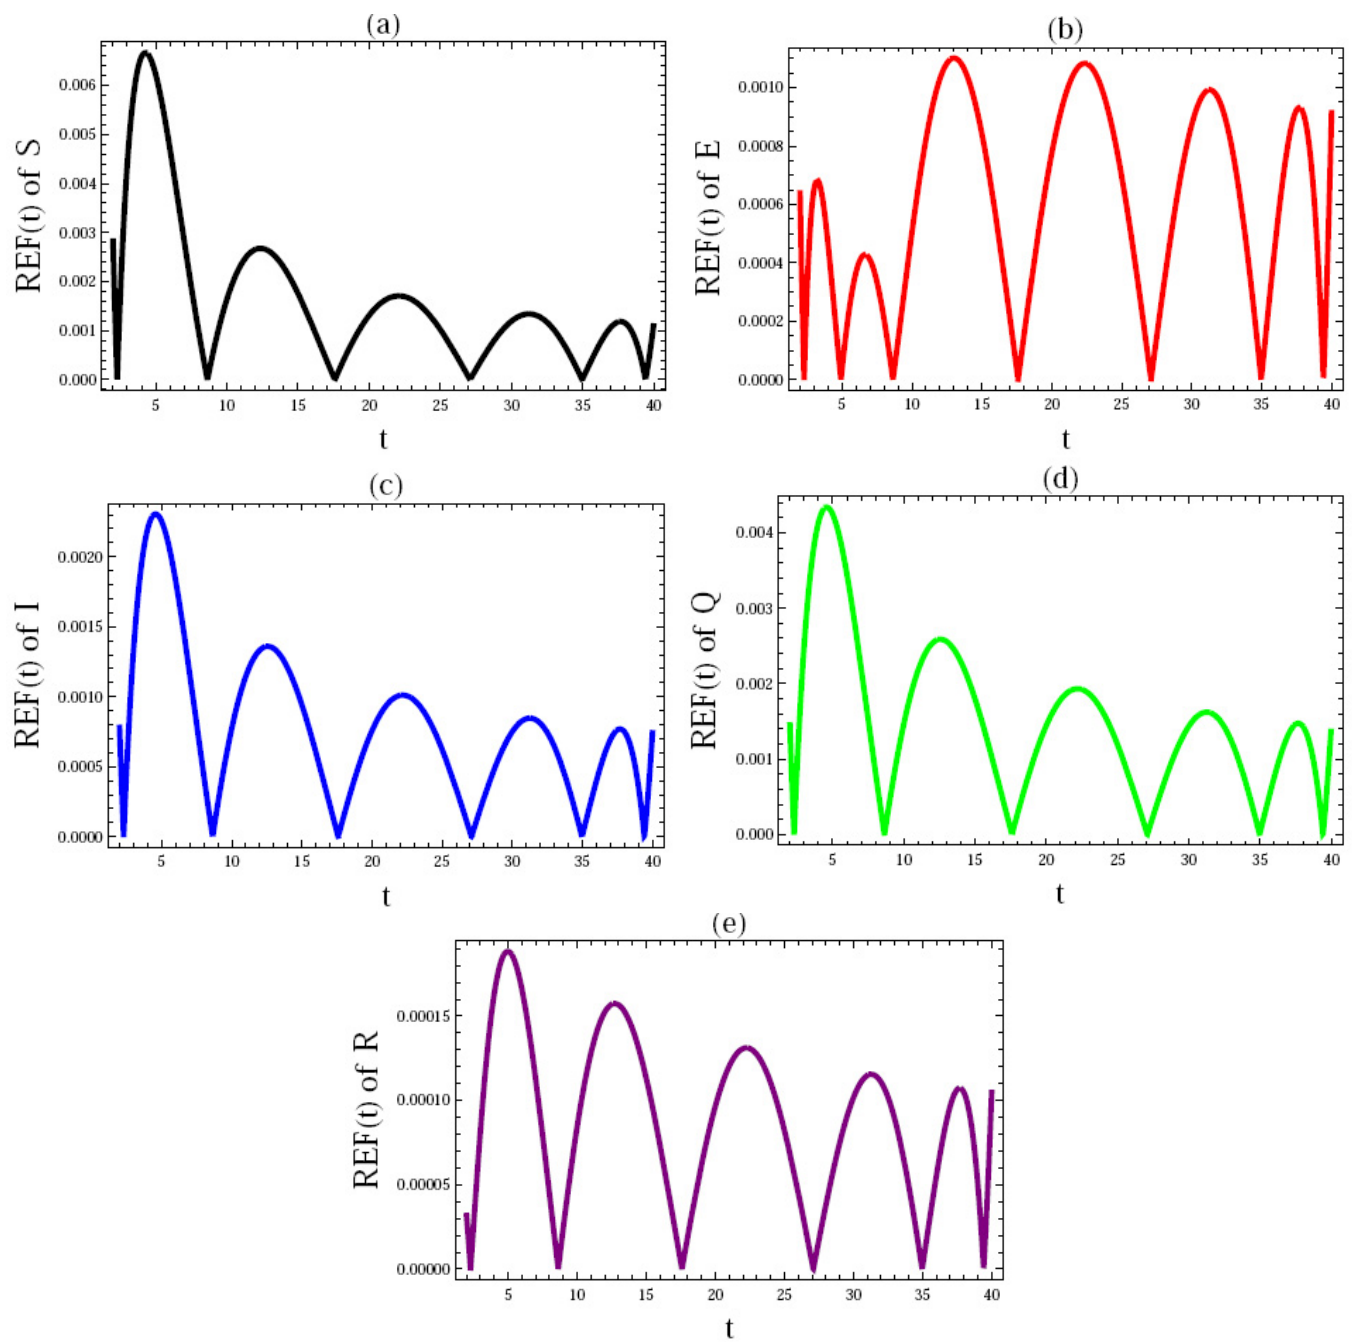 (a)
REF(t) of S
0.006
0.005
0.004
0.003
0.002
0.001
0.000
5 10 15 20 25 30 35 40
t
(b)
REF(t) of E
0.0010
0.0008
0.0006
0.0004
0.0002
0.0000
5 10 15 20 25 30 35 40
t
(c)
REF(t) of I
0.0020
0.0015
0.0010
0.0005
0.0000
5 10 15 20 25 30 35 40
t
(d)
REF(t) of Q
0.004
0.003
0.002
0.001
0.000
5 10 15 20 25 30 35 40
t
(e)
REF(t) of R
0.00015
0.00010
0.00005
0.00000
5 10 15 20 25 30 35 40
t